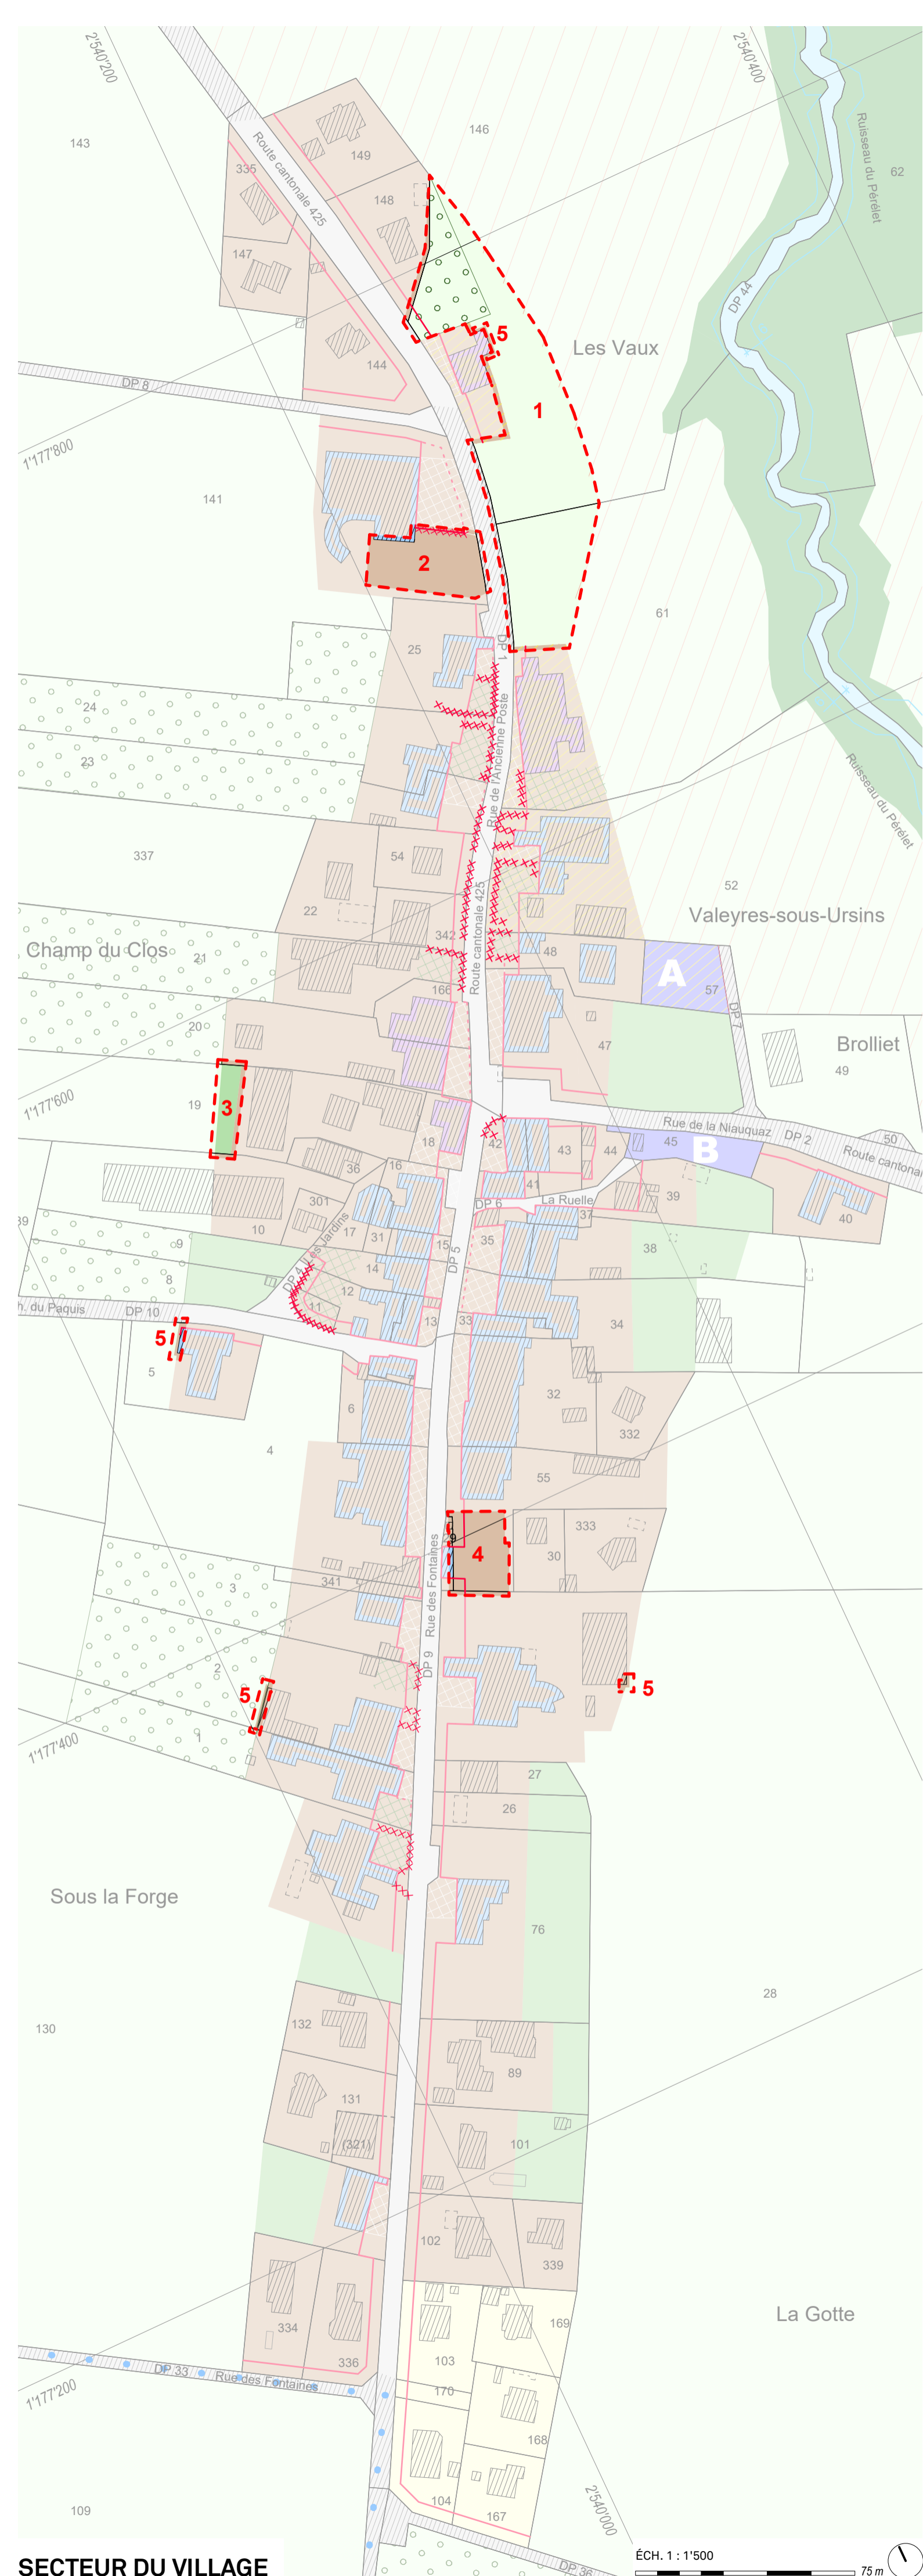 2'540'200
2'540'400
143
146
Ruisseau du Pérélet
62
Route cantonale 425
149
335
148
147
DP 44
5
Les Vaux
144
DP 8
1
1'177'800
141
2
61
DP 1
25
24
Rue de l'Ancienne Poste
23
Ruisseau du Pérélet
337
54
52
22
Route cantonale 425
Valeyres-sous-Ursins
342
Champ du Clos
21
48
A
57
166
DP 7
20
47
Brolliet
49
1'177'600
19
3
Rue de la Niauquaz
DP 2
50
18
42
43
44
45
B
Route cantona
36
16
41
39
301
DP 6
La Ruelle
37
40
10
17
31
39
9
Les Jardins
15
35
38
DP 5
14
8
DP 4
12
11
h. du Paquis
DP 10
13
33
34
5
5
32
6
332
4
55
9
333
4
30
Rue des Fontaines
341
3
DP 9
2
5
5
1
1'177'400
27
26
Sous la Forge
76
28
130
132
89
131
101
(321)
102
339
La Gotte
334
169
336
103
DP 33
Rue des Fontaines
170
1'177'200
168
104
167
2'540'000
109
DP 36
SECTEUR DU VILLAGE
ÉCH. 1 : 1'500
75 m